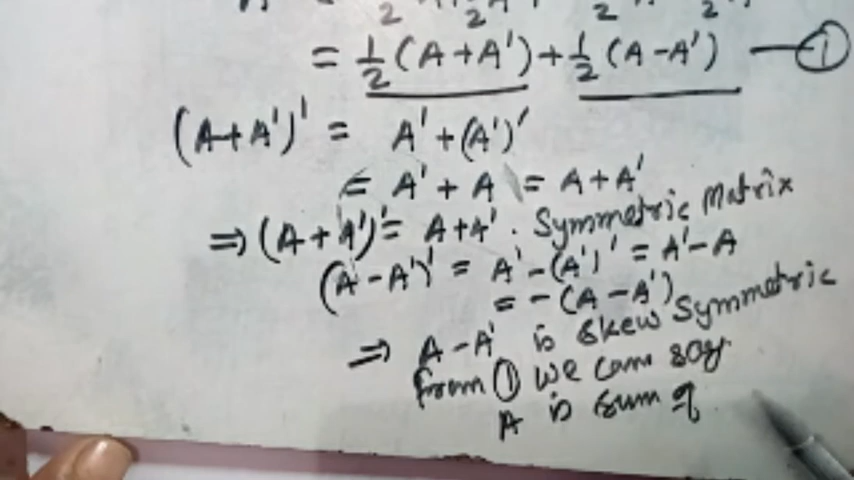 = 1/2 (A + A') + 1/2 (A - A') — ①
(A+A')' = A' + (A')'
= A' + A = A + A'
⇒ (A + A')' = A + A' . Symmetric Matrix
(A - A')' = A' - (A')' = A' - A
= - (A - A')
⇒ A - A' is skew Symmetric
from ① we can say
A is sum of